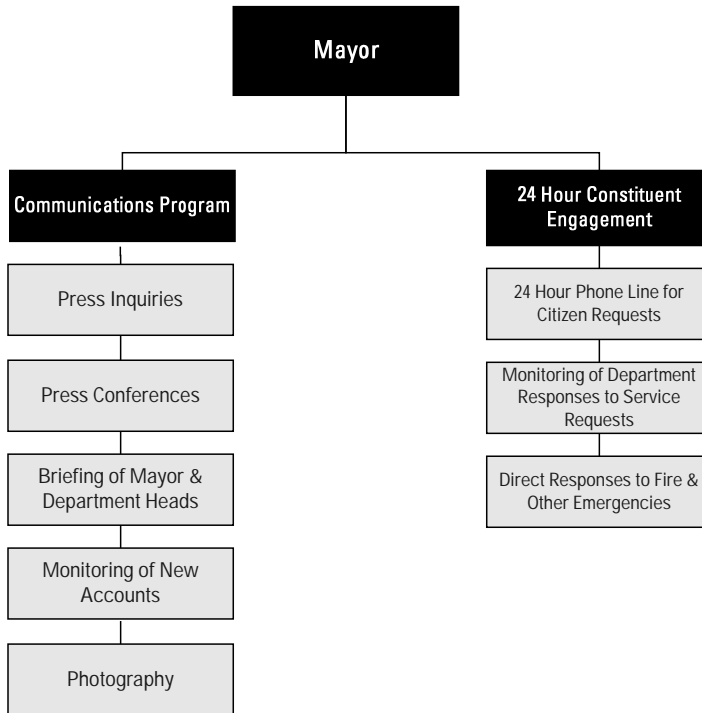 Mayor
Communications Program
Press Inquiries
Press Conferences
Briefing of Mayor &
Department Heads
Monitoring of New
Accounts
Photography
24 Hour Constituent
Engagement
24 Hour Phone Line for
Citizen Requests
Monitoring of Department
Responses to Service
Requests
Direct Responses to Fire &
Other Emergencies